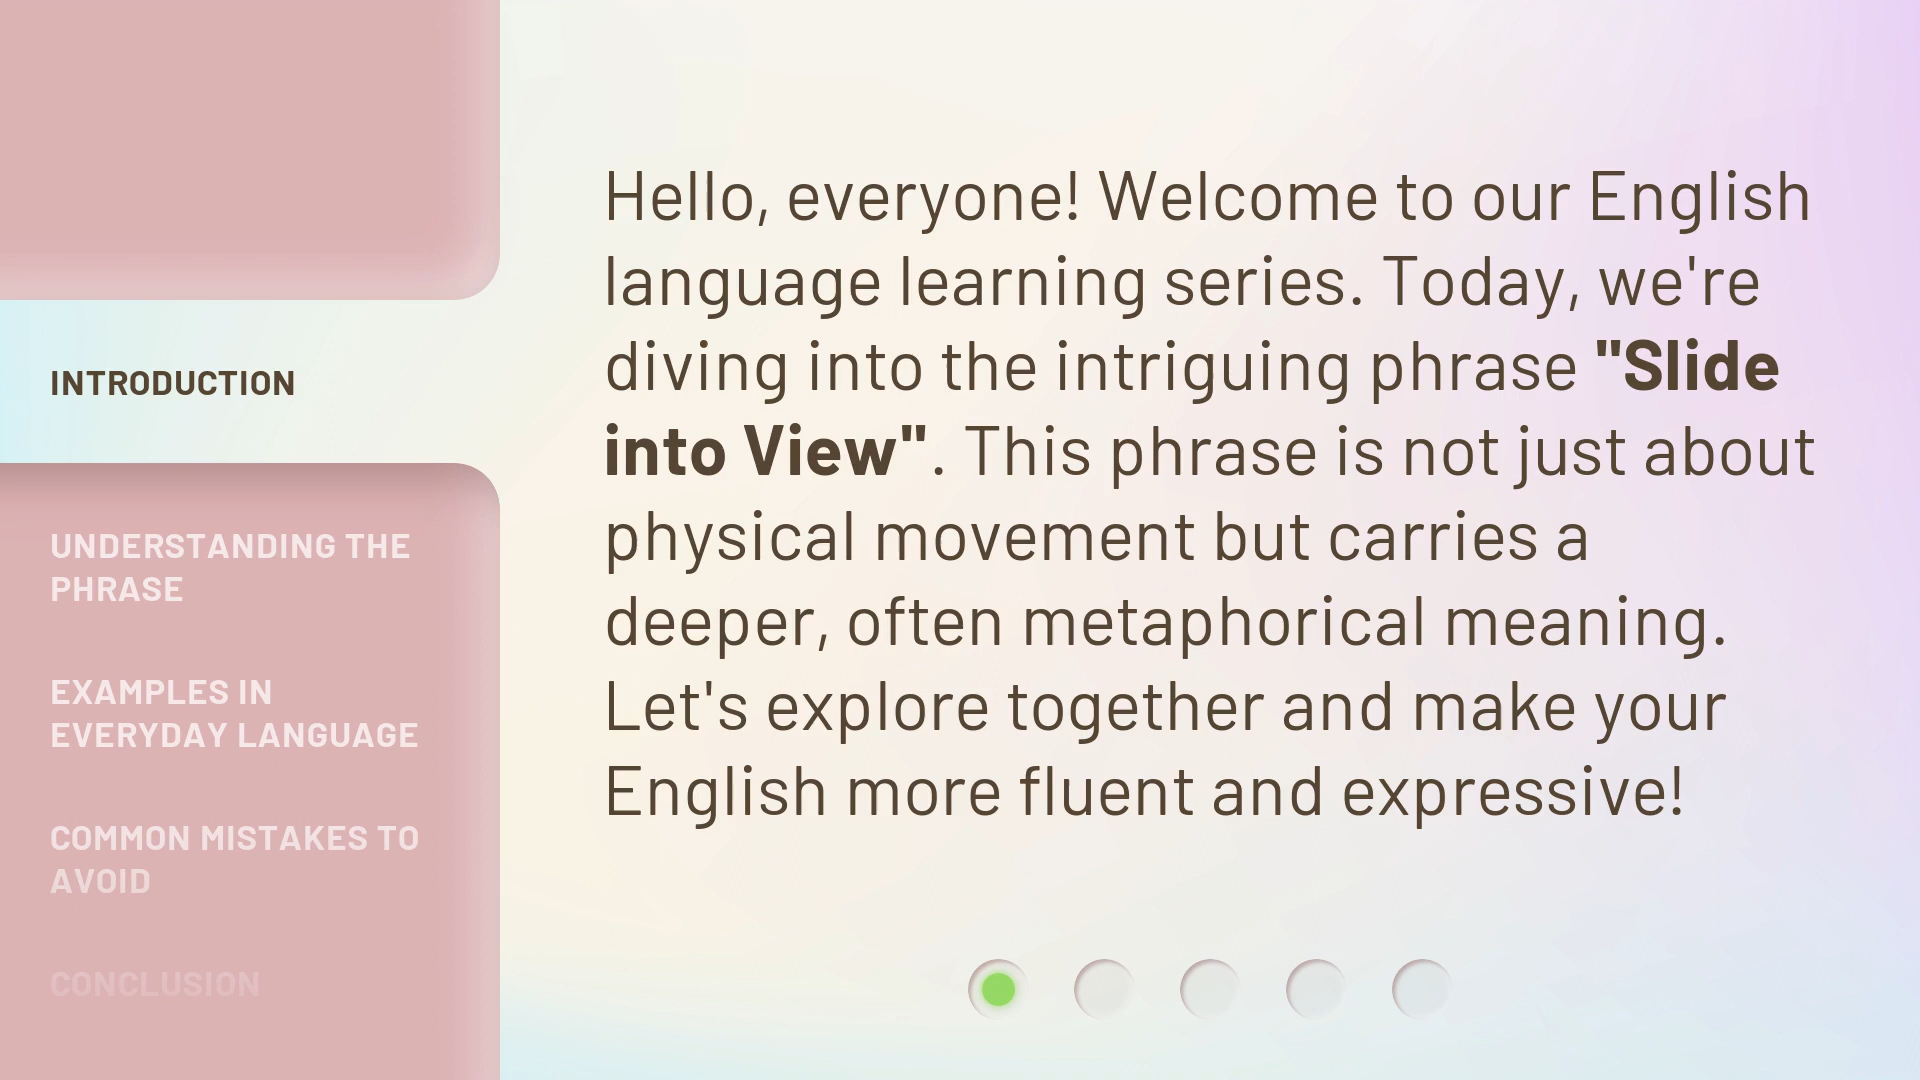 INTRODUCTION
UNDERSTANDING THE
PHRASE
EXAMPLES IN
EVERYDAY LANGUAGE
COMMON MISTAKES TO
AVOID
CONCLUSION
Hello, everyone! Welcome to our English
language learning series. Today, we're
diving into the intriguing phrase "Slide
into View". This phrase is not just about
physical movement but carries a
deeper, often metaphorical meaning.
Let's explore together and make your
English more fluent and expressive!